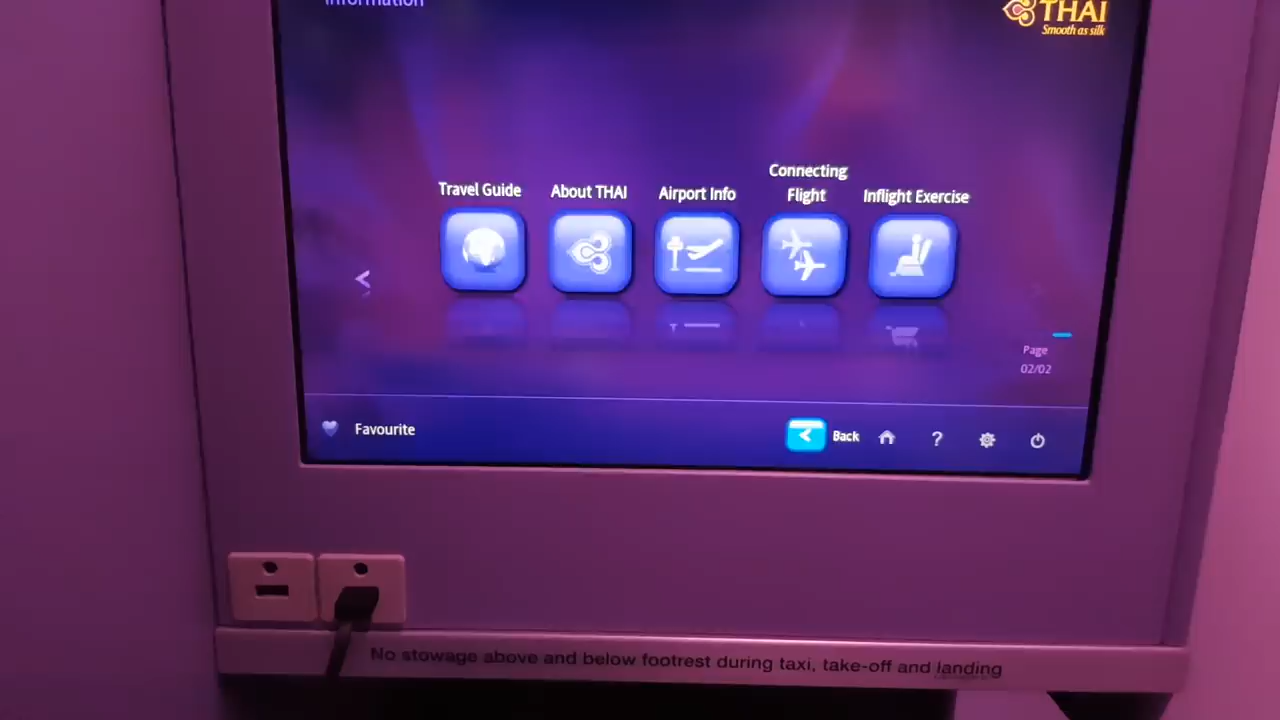 Information
THAI
Smooth as silk
Travel Guide
About THAI
Airport Info
Connecting
Flight
Inflight Exercise
Page
02/02
Favourite
Back
?
No stowage above and below footrest during taxi, take-off and landing